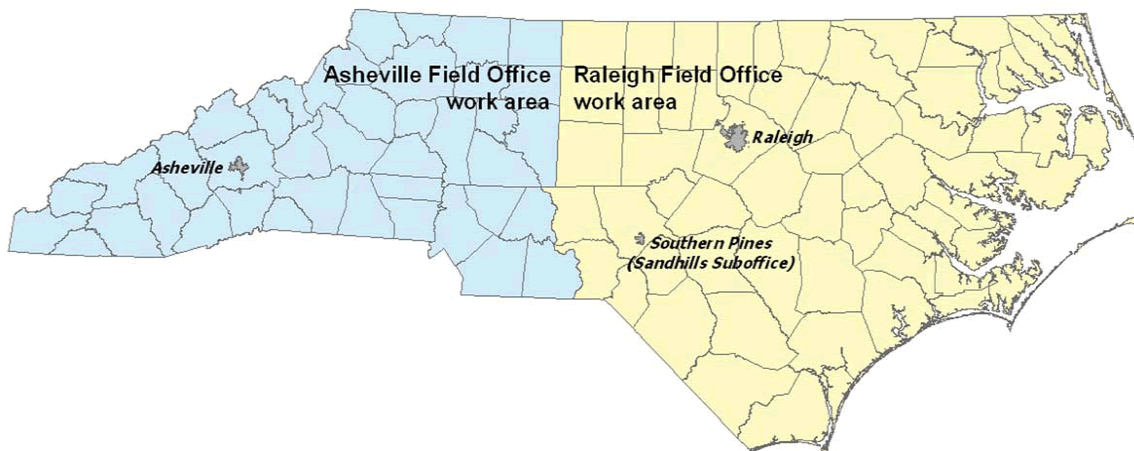 Asheville Field Office
work area
Raleigh Field Office
work area
Raleigh
Asheville
Southern Pines
(Sandhills Suboffice)